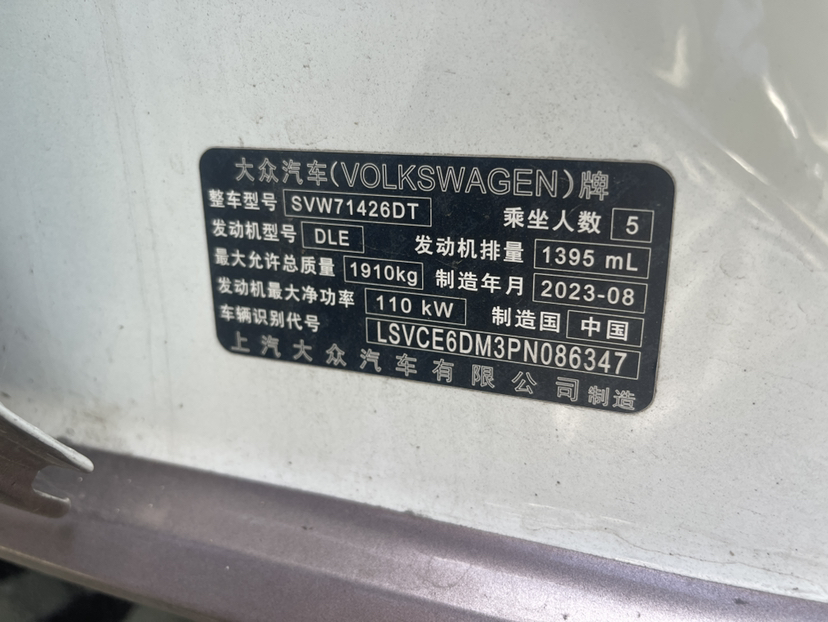 大众汽车(VOLKSWAGEN)牌
整车型号 SVW71426DT 乘坐人数 5
发动机型号 DLE 发动机排量 1395 mL
最大允许总质量 1910kg 制造年月 2023-08
发动机最大净功率 110 kW 制造国 中国
车辆识别代号 LSVCE6DM3PN086347
上汽大众汽车有限公司制造